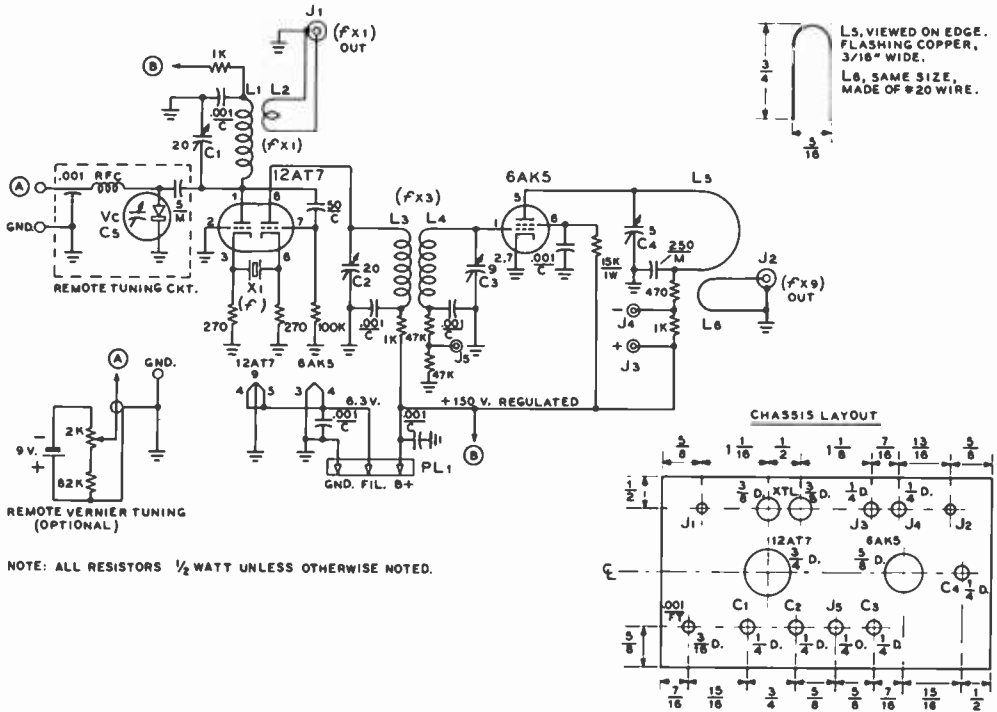 J1
(fX1)
OUT
B
1K
L1 L2
.001
C
20
C1
(fX1)
12AT7
A
.001
RFC
VC
C5
5
M
GND.
REMOTE TUNING CKT.
1
6
2
7
3
8
50
C
X1
(f)
270
270
100K
(fX3)
L3 L4
20
C2
.001
C
1K
47K
.001
C
47K
J5
9
C3
6AK5
5
1
6
2,7
.001
C
15K
1W
5
C4
250
M
470
1K
- J4
+ J3
L5
L6
J2
(fX9)
OUT
3
4
5
16
L5, VIEWED ON EDGE.
FLASHING COPPER,
3/16" WIDE.
L6, SAME SIZE,
MADE OF #20 WIRE.
12AT7
9
4 5
6AK5
3 4
6.3V.
.001
C
.001
C
+150 V. REGULATED
B
PL1
GND. FIL. B+
A
GND.
-
9V.
+
2K
82K
REMOTE VERNIER TUNING
(OPTIONAL)
NOTE: ALL RESISTORS 1/2 WATT UNLESS OTHERWISE NOTED.
CHASSIS LAYOUT
5/8 1 1/16 1/2 1 1/8 7/16 13/16 5/8
1/2
3/8 D. XTL. 3/8 D. 1/4 D. 1/4 D.
J1 J3 J4 J2
12AT7 6AK5
3/4 D. 5/8 D.
CL
C4 1/4 D.
.001
FT
C1 C2 J5 C3
5/8
3/16 D. 1/4 D. 1/4 D. 1/4 D. 1/4 D.
7/16 15/16 3/4 5/8 5/8 7/16 15/16 1/2